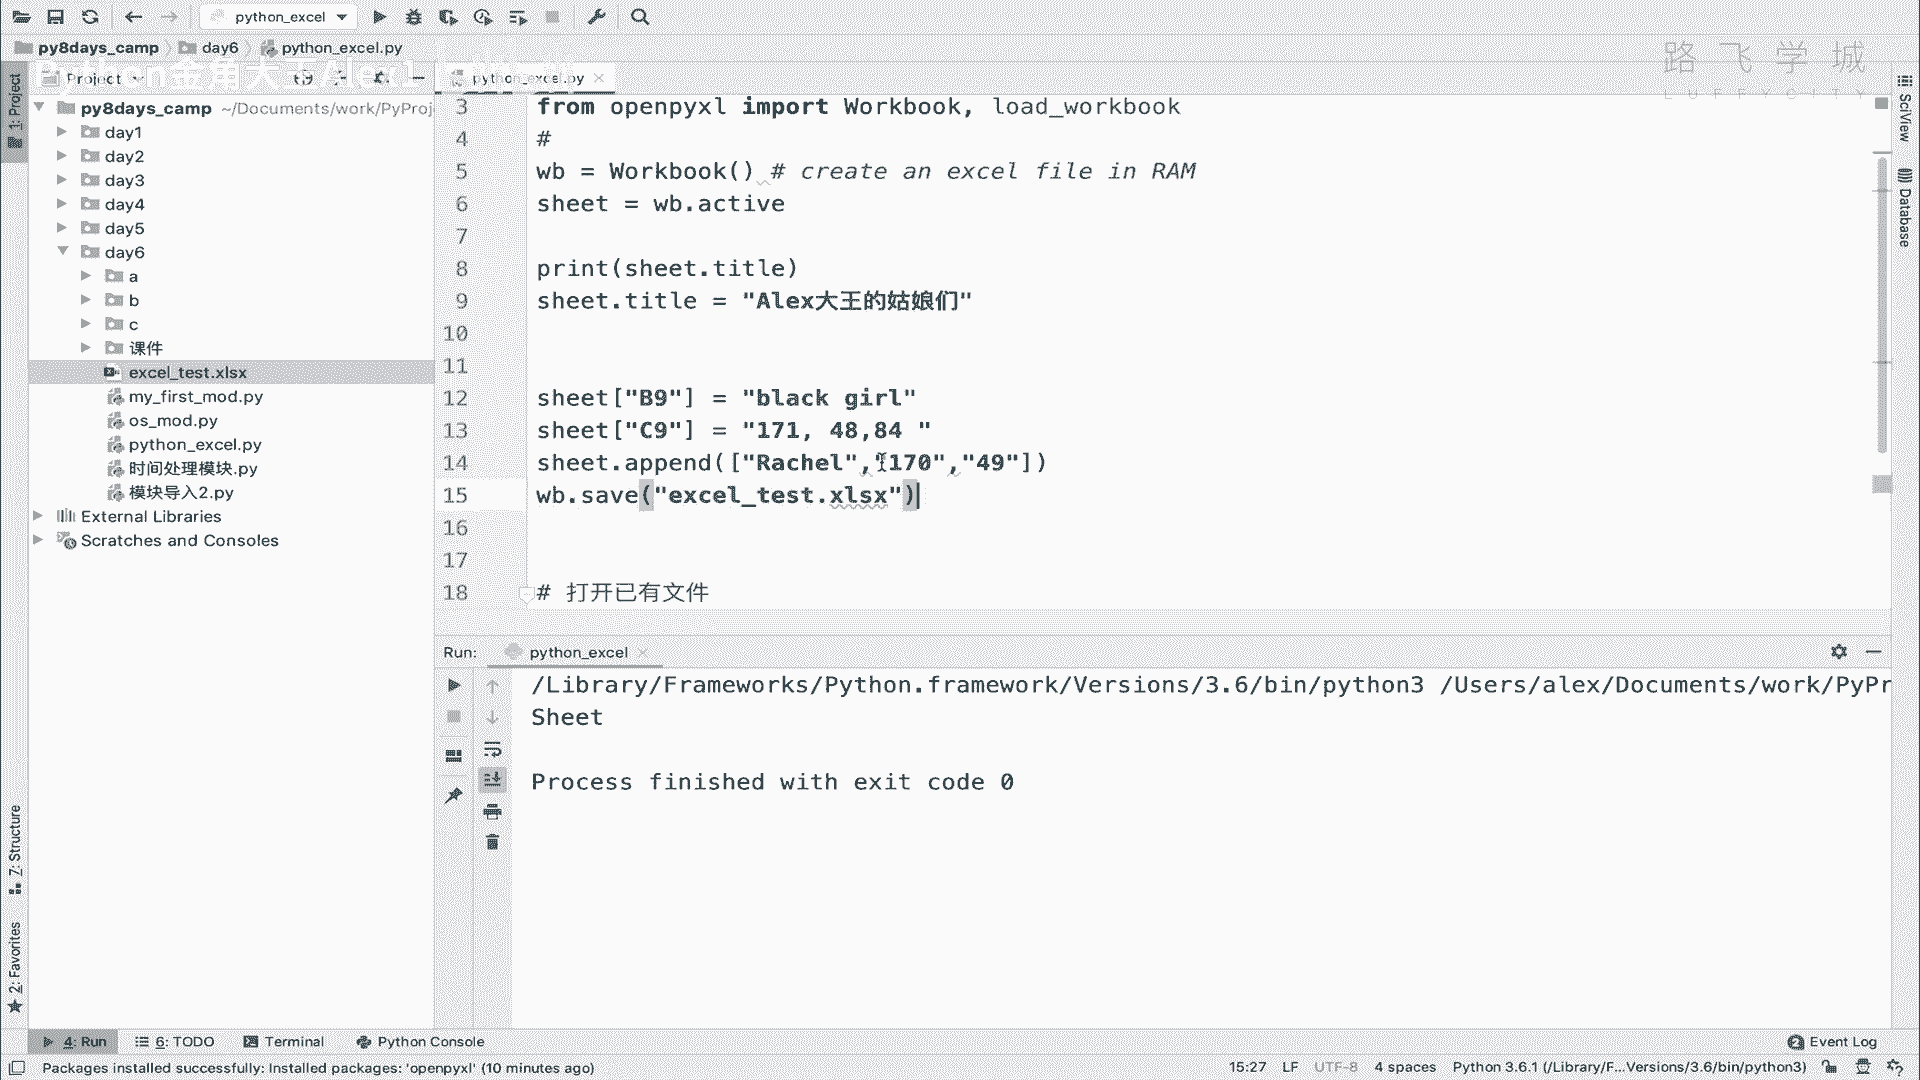 python_excel
py8days_camp
day6
python_excel.py
路飞学城
LUFFYCITY
Python金角大王Alex1
Project
python_excel.py
1: Project
py8days_camp ~/Documents/work/PyProj
day1
day2
day3
day4
day5
day6
a
b
c
课件
excel_test.xlsx
my_first_mod.py
os_mod.py
python_excel.py
时间处理模块.py
模块导入2.py
External Libraries
Scratches and Consoles
3 from openpyxl import Workbook, load_workbook
4 #
5 wb = Workbook() # create an excel file in RAM
6 sheet = wb.active
7
8 print(sheet.title)
9 sheet.title = "Alex大王的姑娘们"
10
11
12 sheet["B9"] = "black girl"
13 sheet["C9"] = "171, 48,84 "
14 sheet.append(["Rachel","170","49"])
15 wb.save("excel_test.xlsx")
16
17
18 # 打开已有文件
SciView
Database
Run: python_excel
/Library/Frameworks/Python.framework/Versions/3.6/bin/python3 /Users/alex/Documents/work/PyPr
Sheet
Process finished with exit code 0
7: Structure
2: Favorites
4: Run
6: TODO
Terminal
Python Console
2 Event Log
Packages installed successfully: Installed packages: 'openpyxl' (10 minutes ago)
15:27 LF UTF-8 4 spaces Python 3.6.1 (/Library/F...Versions/3.6/bin/python3)